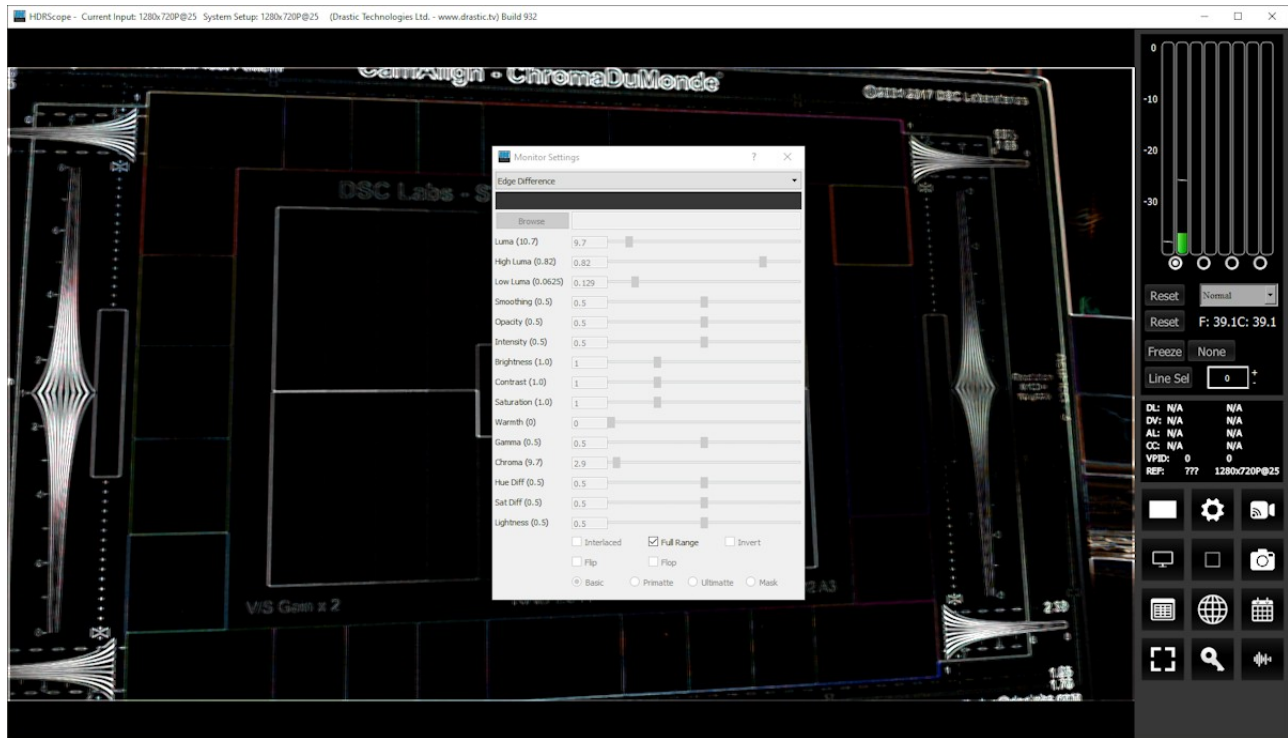 HDRScope - Current Input: 1280x720P@25 System Setup: 1280x720P@25 (Drastic Technologies Ltd. - www.drastic.tv) Build 932
CamAlign - ChromaDuMonde
2017 DSC Laboratories
DSC Labs - S
V/S Gain x 2
Monitor Settings
Edge Difference
Browse
Luma (10.7) 9.7
High Luma (0.82) 0.82
Low Luma (0.0625) 0.129
Smoothing (0.5) 0.5
Opacity (0.5) 0.5
Intensity (0.5) 0.5
Brightness (1.0) 1
Contrast (1.0) 1
Saturation (1.0) 1
Warmth (0) 0
Gamma (0.5) 0.5
Chroma (9.7) 2.9
Hue Diff (0.5) 0.5
Sat Diff (0.5) 0.5
Lightness (0.5) 0.5
Interlaced Full Range Invert
Flip Flop
Basic Primatte Ultimatte Mask
0
-10
-20
-30
Reset Normal
Reset F: 39.1C: 39.1
Freeze None
Line Sel 0 + -
DL: N/A N/A
DV: N/A N/A
AL: N/A N/A
CC: N/A N/A
VPID: 0 0
REF: ??? 1280x720P@25